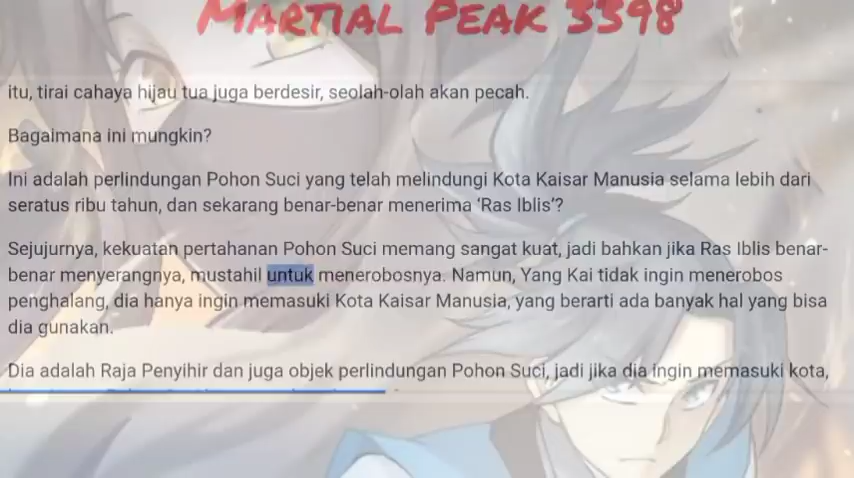 MARTIAL PEAK 3398
itu, tirai cahaya hijau tua juga berdesir, seolah-olah akan pecah.
Bagaimana ini mungkin?
Ini adalah perlindungan Pohon Suci yang telah melindungi Kota Kaisar Manusia selama lebih dari
seratus ribu tahun, dan sekarang benar-benar menerima ‘Ras Iblis’?
Sejujurnya, kekuatan pertahanan Pohon Suci memang sangat kuat, jadi bahkan jika Ras Iblis benar-
benar menyerangnya, mustahil untuk menerobosnya. Namun, Yang Kai tidak ingin menerobos
penghalang, dia hanya ingin memasuki Kota Kaisar Manusia, yang berarti ada banyak hal yang bisa
dia gunakan.
Dia adalah Raja Penyihir dan juga objek perlindungan Pohon Suci, jadi jika dia ingin memasuki kota,